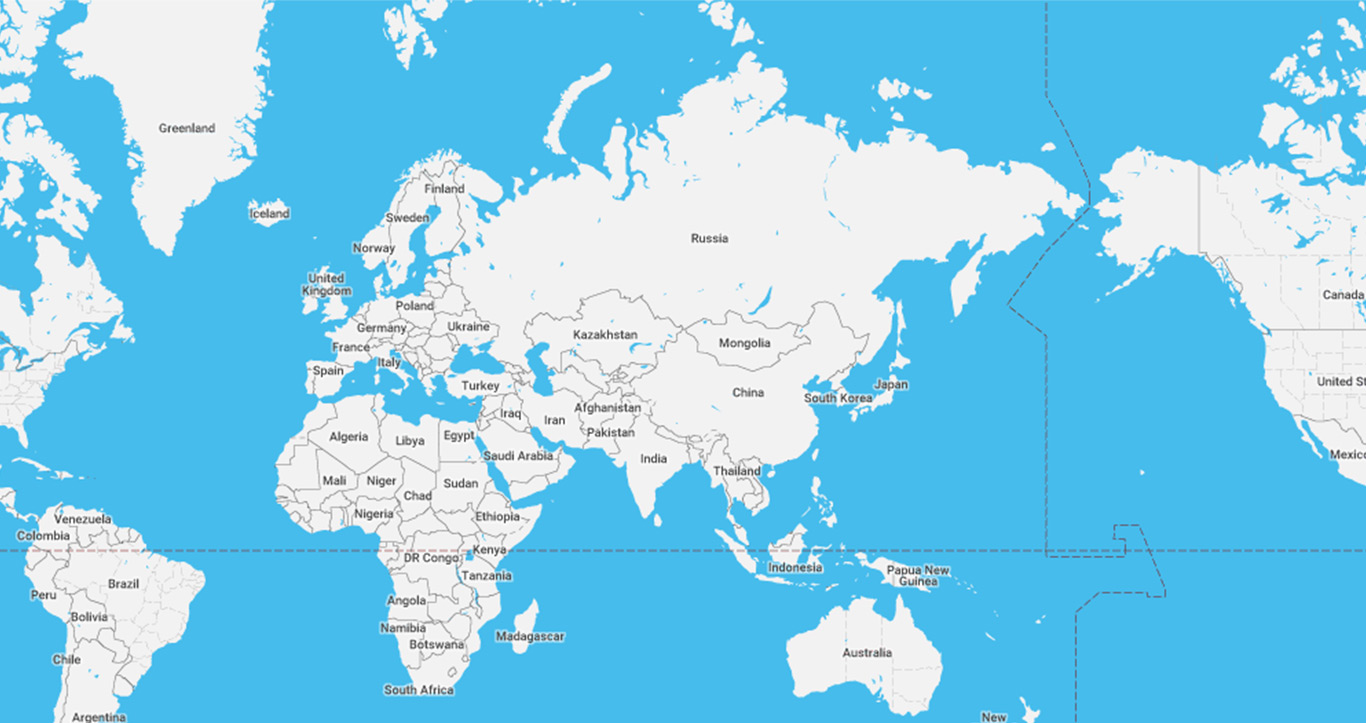 Greenland
Iceland
Finland
Sweden
Norway
Russia
United
Kingdom
Canada
Poland
Germany
Ukraine
Kazakhstan
Mongolia
France
Italy
Spain
Turkey
United St
China
Japan
South Korea
Afghanistan
Iraq
Iran
Pakistan
Algeria
Libya
Egypt
Saudi Arabia
India
Mexico
Thailand
Mali
Niger
Chad
Sudan
Nigeria
Ethiopia
Venezuela
Colombia
Kenya
DR Congo
Tanzania
Indonesia
Papua New
Guinea
Brazil
Peru
Angola
Bolivia
Namibia
Botswana
Madagascar
Chile
Australia
South Africa
Argentina
New